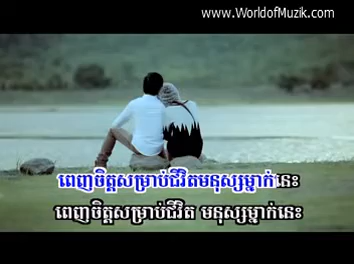 www.WorldofMuzik.com
ពេញចិត្តសម្រាប់ជីវិតមនុស្សម្នាក់នេះ
ពេញចិត្តសម្រាប់ជីវិត មនុស្សម្នាក់នេះ